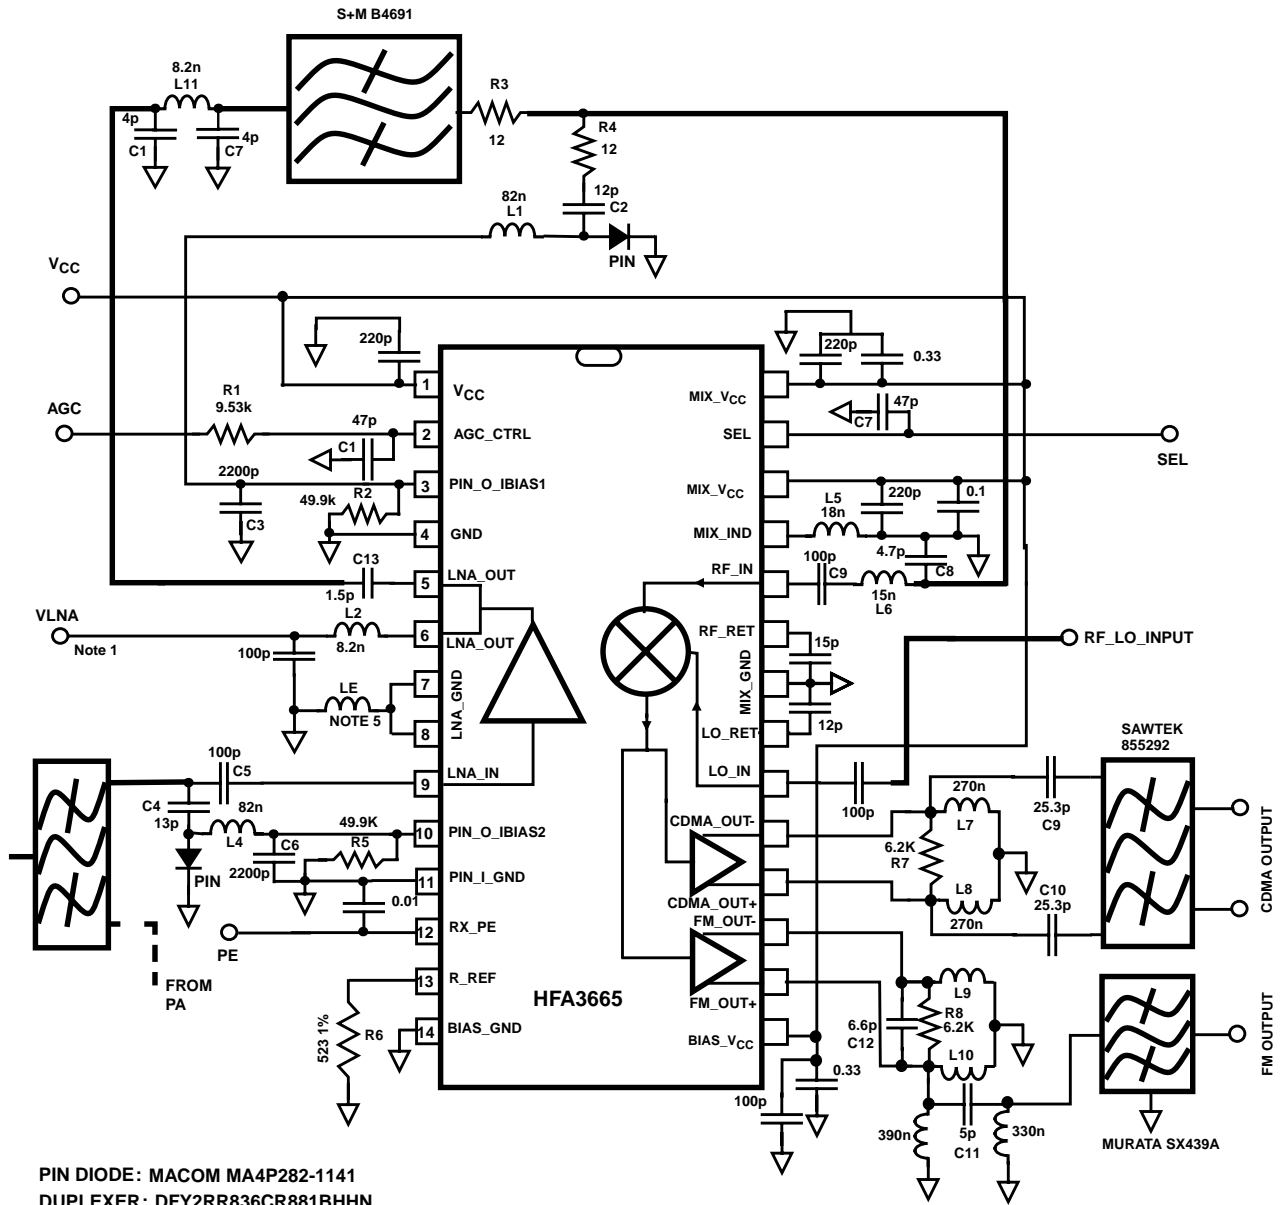 S+M B4691
8.2n
L11
4p
C1
4p
C7
R3
12
R4
12
12p
C2
82n
L1
PIN
VCC
220p
220p
0.33
R1
9.53k
AGC
47p
C1
2200p
C3
49.9k
R2
C13
1.5p
VLNA
Note 1
L2
8.2n
100p
LE
NOTE 5
100p
C5
C4
13p
82n
L4
C6
2200p
49.9K
R5
PIN
0.01
PE
FROM
PA
523 1%
R6
1
VCC
2
AGC_CTRL
3
PIN_O_IBIAS1
4
GND
5
LNA_OUT
6
LNA_OUT
7
8
LNA_GND
9
LNA_IN
10
PIN_O_IBIAS2
11
PIN_I_GND
12
RX_PE
13
R_REF
14
BIAS_GND
HFA3665
MIX_VCC
SEL
MIX_VCC
MIX_IND
RF_IN
RF_RET
MIX_GND
LO_RET
LO_IN
CDMA_OUT-
CDMA_OUT+
FM_OUT-
FM_OUT+
BIAS_VCC
47p
C7
SEL
L5
18n
220p
0.1
4.7p
C8
100p
C9
15n
L6
15p
12p
RF_LO_INPUT
100p
SAWTEK
855292
270n
L7
6.2K
R7
L8
270n
25.3p
C9
C10
25.3p
CDMA OUTPUT
L9
R8
6.2K
6.6p
C12
L10
0.33
100p
390n
5p
C11
330n
MURATA SX439A
FM OUTPUT
PIN DIODE: MACOM MA4P282-1141
DUPLEXER: DFY2RR836CR881BHHN